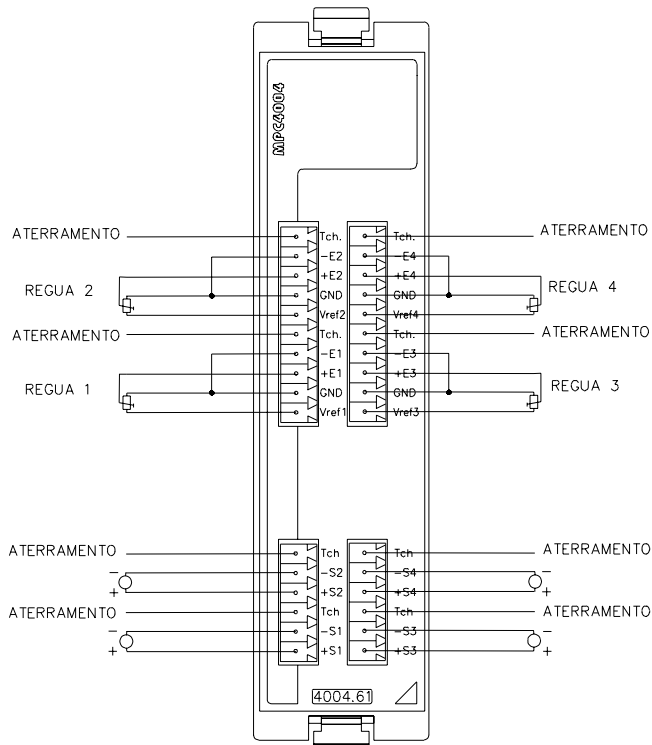 MPC4004
ATERRAMENTO Tch. Tch. ATERRAMENTO
-E2 -E4
+E2 +E4
REGUA 2 REGUA 4
GND GND
Vref2 Vref4
ATERRAMENTO Tch. Tch. ATERRAMENTO
-E1 -E3
+E1 +E3
REGUA 1 REGUA 3
GND GND
Vref1 Vref3
ATERRAMENTO Tch Tch ATERRAMENTO
- -S2 -S4 -
+ +S2 +S4 +
ATERRAMENTO Tch Tch ATERRAMENTO
- -S1 -S3 -
+ +S1 +S3 +
4004.61